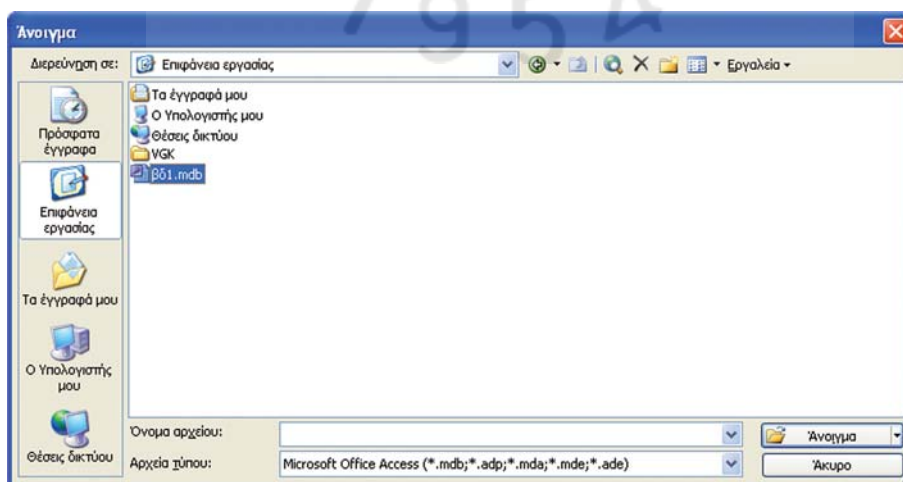 7954
Άνοιγμα
Διερεύνηση σε: Επιφάνεια εργασίας Εργαλεία
Πρόσφατα
έγγραφα
Επιφάνεια
εργασίας
Τα έγγραφά μου
Ο Υπολογιστής
μου
Θέσεις δικτύου
Τα έγγραφά μου
Ο Υπολογιστής μου
Θέσεις δικτύου
VGK
βδ1.mdb
Όνομα αρχείου: Άνοιγμα
Αρχεία τύπου: Microsoft Office Access (*.mdb;*.adp;*.mda;*.mde;*.ade) Άκυρο